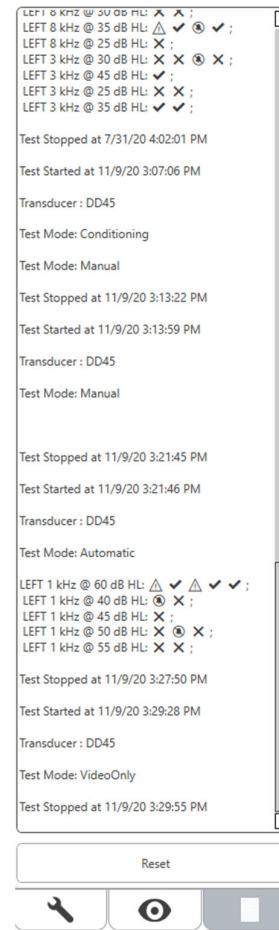 LEFT 8 kHz @ 30 dB HL: ✕ ✕ ;
LEFT 8 kHz @ 35 dB HL: ⚠ ✔ 🔕 ✔ ;
LEFT 8 kHz @ 25 dB HL: ✕ ;
LEFT 3 kHz @ 30 dB HL: ✕ ✕ 🔕 ✕ ;
LEFT 3 kHz @ 45 dB HL: ✔ ;
LEFT 3 kHz @ 25 dB HL: ✕ ✕ ;
LEFT 3 kHz @ 35 dB HL: ✔ ✔ ;
Test Stopped at 7/31/20 4:02:01 PM
Test Started at 11/9/20 3:07:06 PM
Transducer : DD45
Test Mode: Conditioning
Test Mode: Manual
Test Stopped at 11/9/20 3:13:22 PM
Test Started at 11/9/20 3:13:59 PM
Transducer : DD45
Test Mode: Manual
Test Stopped at 11/9/20 3:21:45 PM
Test Started at 11/9/20 3:21:46 PM
Transducer : DD45
Test Mode: Automatic
LEFT 1 kHz @ 60 dB HL: ⚠ ✔ ⚠ ✔ ✔ ;
LEFT 1 kHz @ 40 dB HL: 🔕 ✕ ;
LEFT 1 kHz @ 45 dB HL: ✕ ;
LEFT 1 kHz @ 50 dB HL: ✕ 🔕 ✕ ;
LEFT 1 kHz @ 55 dB HL: ✕ ✕ ;
Test Stopped at 11/9/20 3:27:50 PM
Test Started at 11/9/20 3:29:28 PM
Transducer : DD45
Test Mode: VideoOnly
Test Stopped at 11/9/20 3:29:55 PM
Reset